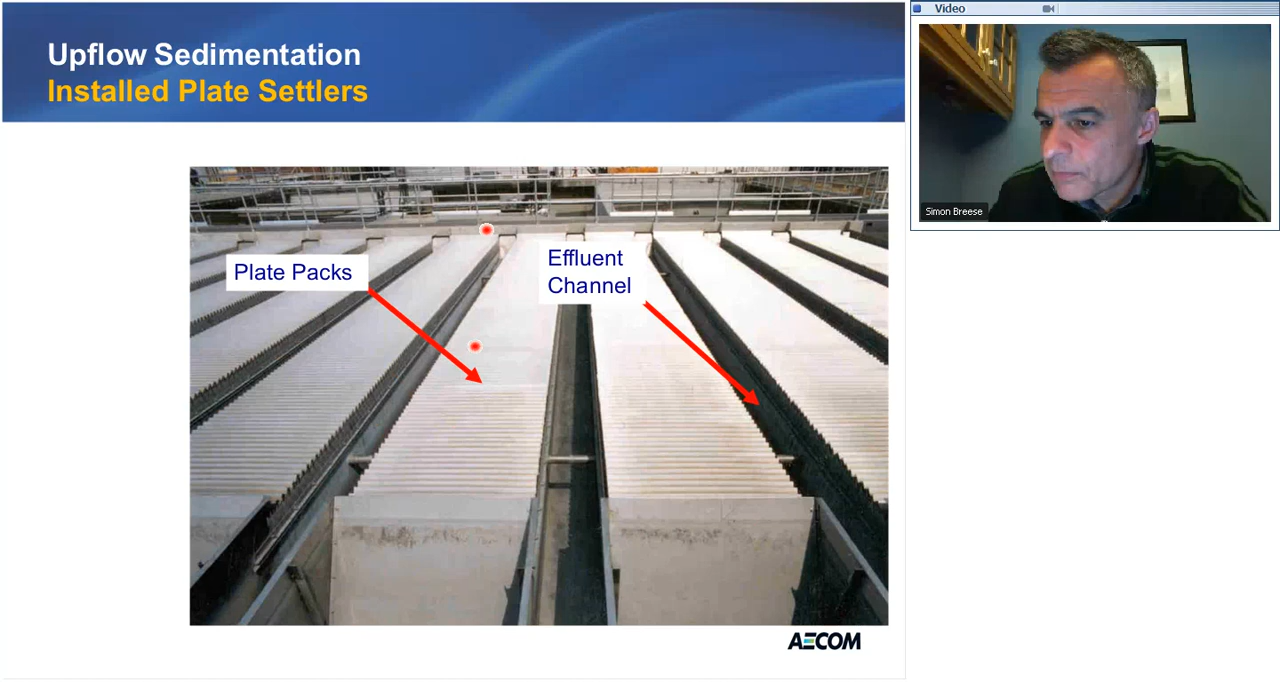 Upflow Sedimentation
Installed Plate Settlers
Plate Packs
Effluent
Channel
AECOM
Video
Simon Breese